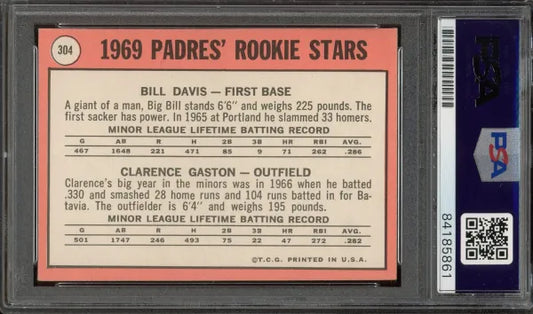 304
1969 PADRES' ROOKIE STARS
BILL DAVIS — FIRST BASE
A giant of a man, Big Bill stands 6'6" and weighs 225 pounds. The
first sacker has power. In 1965 at Portland he slammed 33 homers.
MINOR LEAGUE LIFETIME BATTING RECORD
G AB R H 2B 3B HR RBI AVG.
467 1648 221 471 85 9 71 262 .286
CLARENCE GASTON — OUTFIELD
Clarence's big year in the minors was 1966 when he batted
.330 and smashed 28 home runs and 104 runs batted in for Ba-
tavia. The outfielder is 6'4" and weighs 195 pounds.
MINOR LEAGUE LIFETIME BATTING RECORD
G AB R H 2B 3B HR RBI AVG.
501 1747 246 493 75 22 47 272 .282
©T.C.G. PRINTED IN U.S.A.
PSA
PSA
84185861